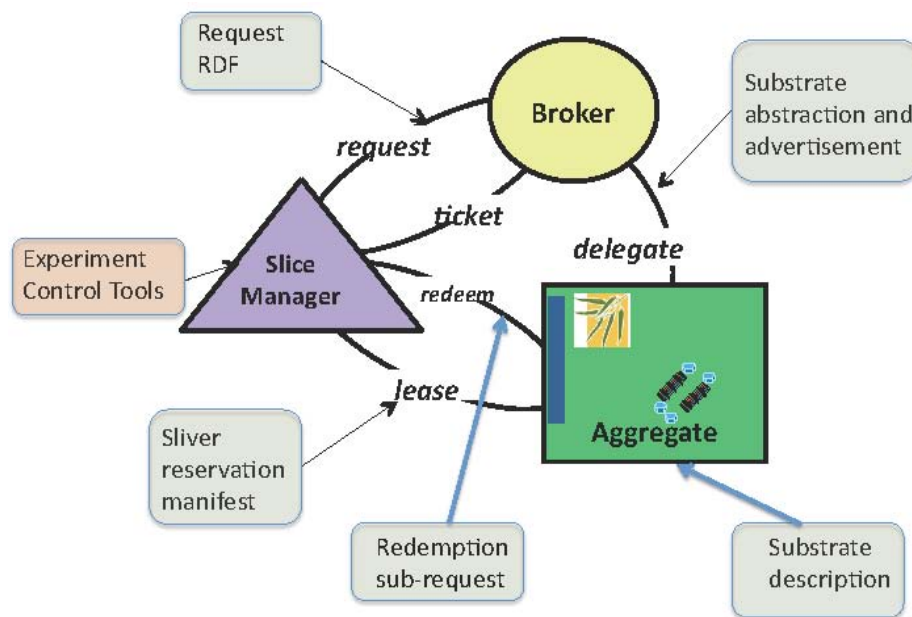 Request
RDF
Broker
Substrate
abstraction and
advertisement
request
ticket
delegate
Experiment
Control Tools
Slice
Manager
redeem
lease
Aggregate
Sliver
reservation
manifest
Redemption
sub-request
Substrate
description